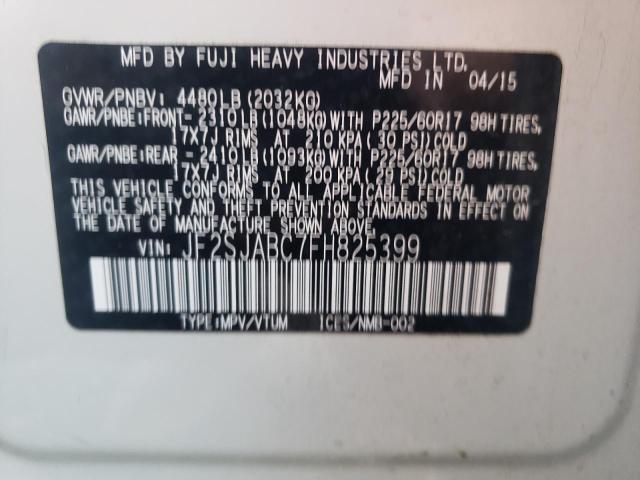 MFD BY FUJI HEAVY INDUSTRIES LTD.
MFD IN 04/15
GVWR/PNBV: 4480LB(2032KG)
GAWR/PNBE:FRONT- 2310LB(1048KG)WITH P225/60R17 98H TIRES,
17X7J RIMS AT 210 KPA(30 PSI)COLD
GAWR/PNBE:REAR - 2410LB(1093KG)WITH P225/60R17 98H TIRES,
17X7J RIMS AT 200 KPA(29 PSI)COLD
THIS VEHICLE CONFORMS TO ALL APPLICABLE FEDERAL MOTOR
VEHICLE SAFETY AND THEFT PREVENTION STANDARDS IN EFFECT
ON THE DATE OF MANUFACTURE SHOWN ABOVE.
VIN: JF2SJABC7FH825399
TYPE:MPV/VTUM ICES/NMB-002